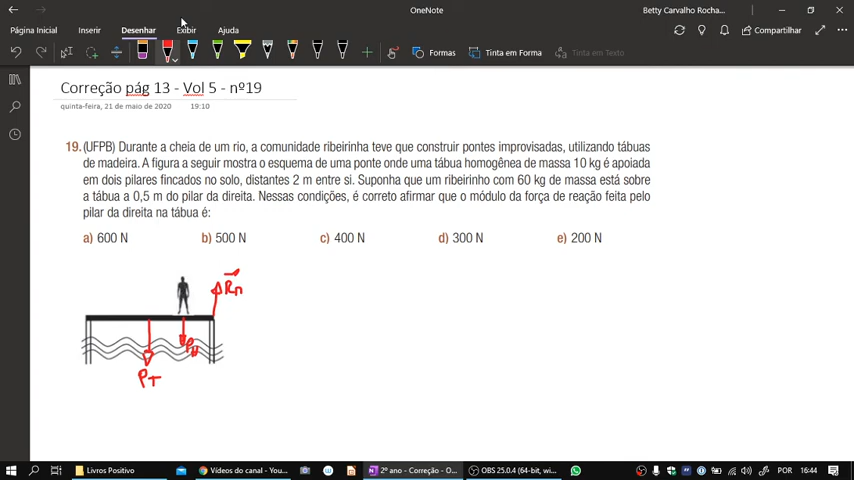 OneNote
Betty Carvalho Rocha...
Página Inicial Inserir Desenhar Exibir Ajuda
Compartilhar
Formas Tinta em Forma Tinta em Texto
Correção pág 13 - Vol 5 - nº19
quinta-feira, 21 de maio de 2020 19:10
19. (UFPB) Durante a cheia de um rio, a comunidade ribeirinha teve que construir pontes improvisadas, utilizando tábuas
de madeira. A figura a seguir mostra o esquema de uma ponte onde uma tábua homogênea de massa 10 kg é apoiada
em dois pilares fincados no solo, distantes 2 m entre si. Suponha que um ribeirinho com 60 kg de massa está sobre
a tábua a 0,5 m do pilar da direita. Nessas condições, é correto afirmar que o módulo da força de reação feita pelo
pilar da direita na tábua é:
a) 600 N b) 500 N c) 400 N d) 300 N e) 200 N
PT
Livros Positivo Vídeos do canal - You... 2º ano - Correção - O... OBS 25.0.4 (64-bit, wi... POR 16:44